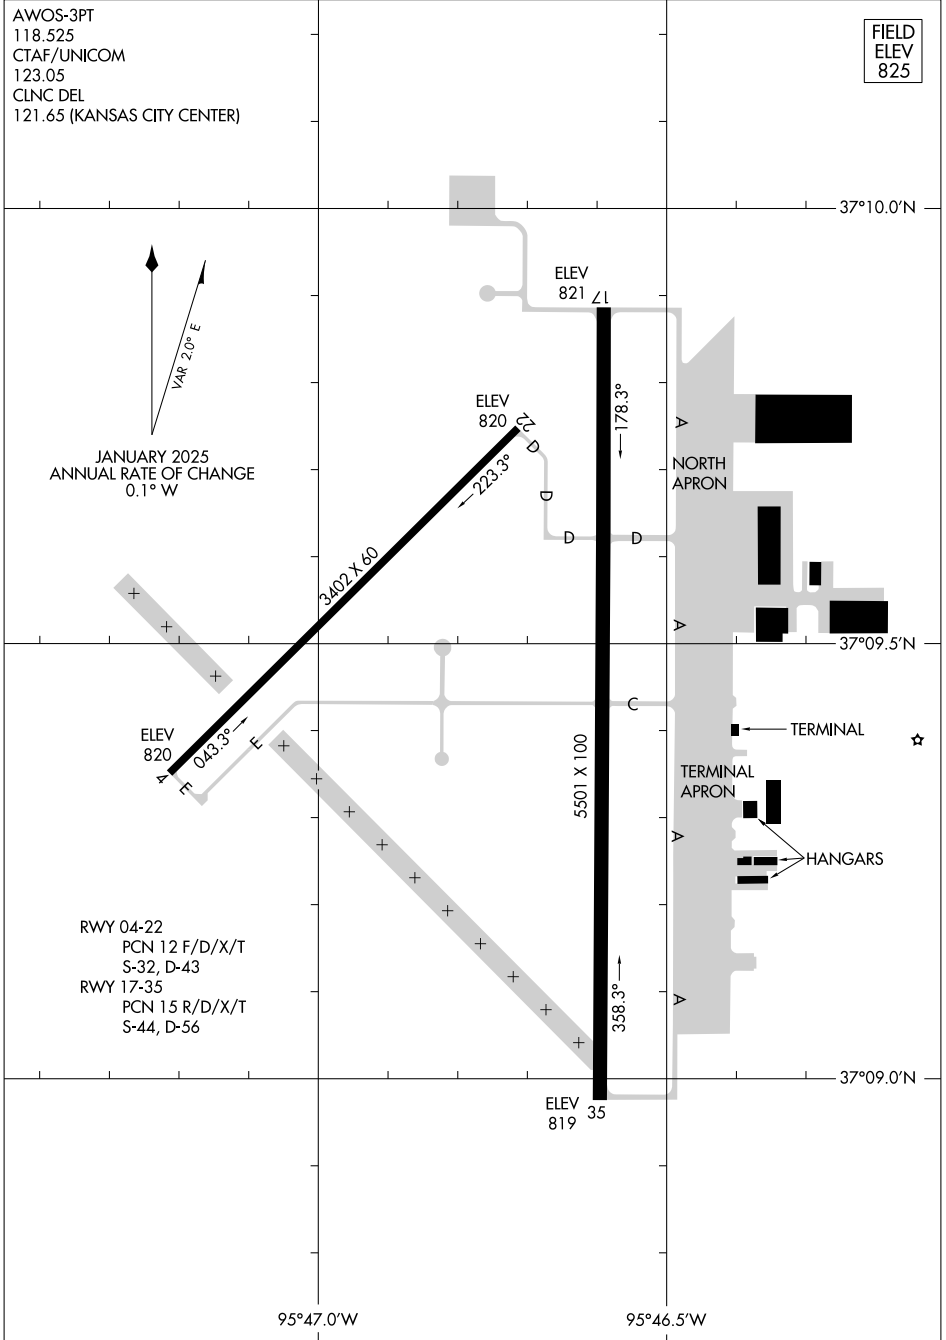 AWOS-3PT
118.525
CTAF/UNICOM
123.05
CLNC DEL
121.65 (KANSAS CITY CENTER)
FIELD
ELEV
825
37°10.0'N
VAR 2.0° E
JANUARY 2025
ANNUAL RATE OF CHANGE
0.1° W
ELEV
821
17
178.3°
ELEV
820
22
223.3°
D
D
D
D
A
NORTH
APRON
3402 X 60
A
37°09.5'N
C
TERMINAL
ELEV
820
4
043.3°
E
E
5501 X 100
TERMINAL
APRON
A
HANGARS
RWY 04-22
PCN 12 F/D/X/T
S-32, D-43
RWY 17-35
PCN 15 R/D/X/T
S-44, D-56
358.3°
A
37°09.0'N
ELEV
819
35
95°47.0'W
95°46.5'W